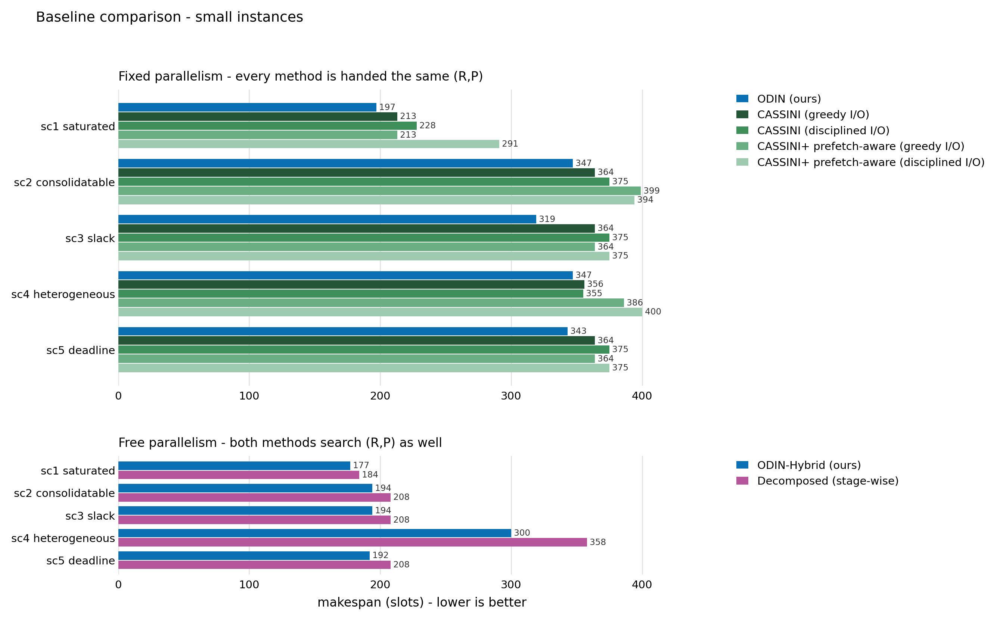 Baseline comparison - small instances
Fixed parallelism - every method is handed the same (R,P)
sc1 saturated
197
213
228
213
291
sc2 consolidatable
347
364
375
399
394
sc3 slack
319
364
375
364
375
sc4 heterogeneous
347
356
355
386
400
sc5 deadline
343
364
375
364
375
0 100 200 300 400
ODIN (ours)
CASSINI (greedy I/O)
CASSINI (disciplined I/O)
CASSINI+ prefetch-aware (greedy I/O)
CASSINI+ prefetch-aware (disciplined I/O)
Free parallelism - both methods search (R,P) as well
sc1 saturated
177
184
sc2 consolidatable
194
208
sc3 slack
194
208
sc4 heterogeneous
300
358
sc5 deadline
192
208
0 100 200 300 400
makespan (slots) - lower is better
ODIN-Hybrid (ours)
Decomposed (stage-wise)